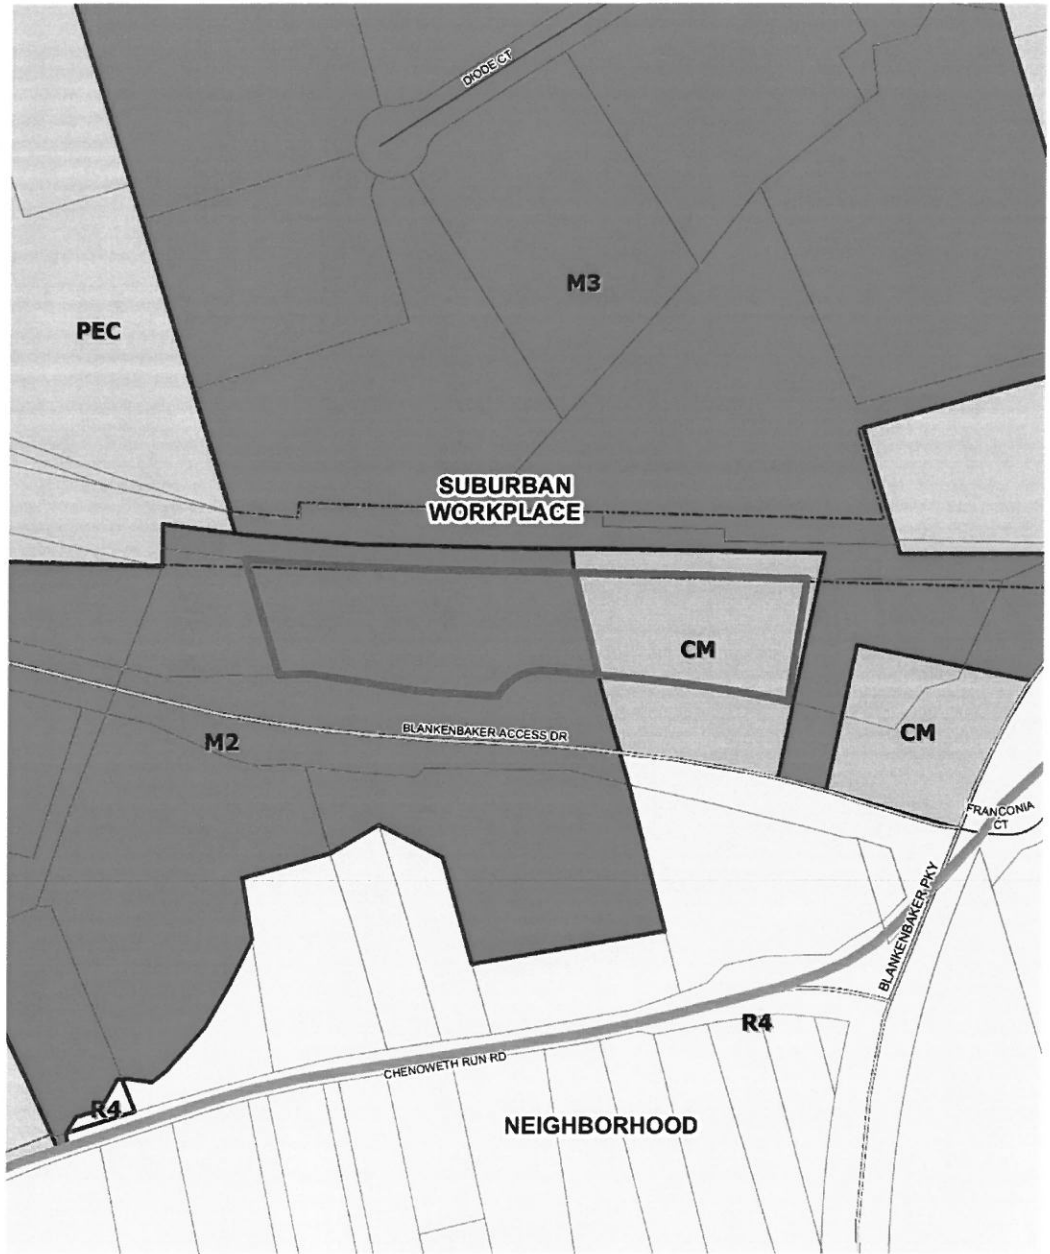 DIODE CT
M3
PEC
SUBURBAN
WORKPLACE
CM
CM
BLANKENBAKER ACCESS DR
M2
FRANCONIA
CT
BLANKENBAKER PKY
R4
CHENOWETH RUN RD
R4
NEIGHBORHOOD